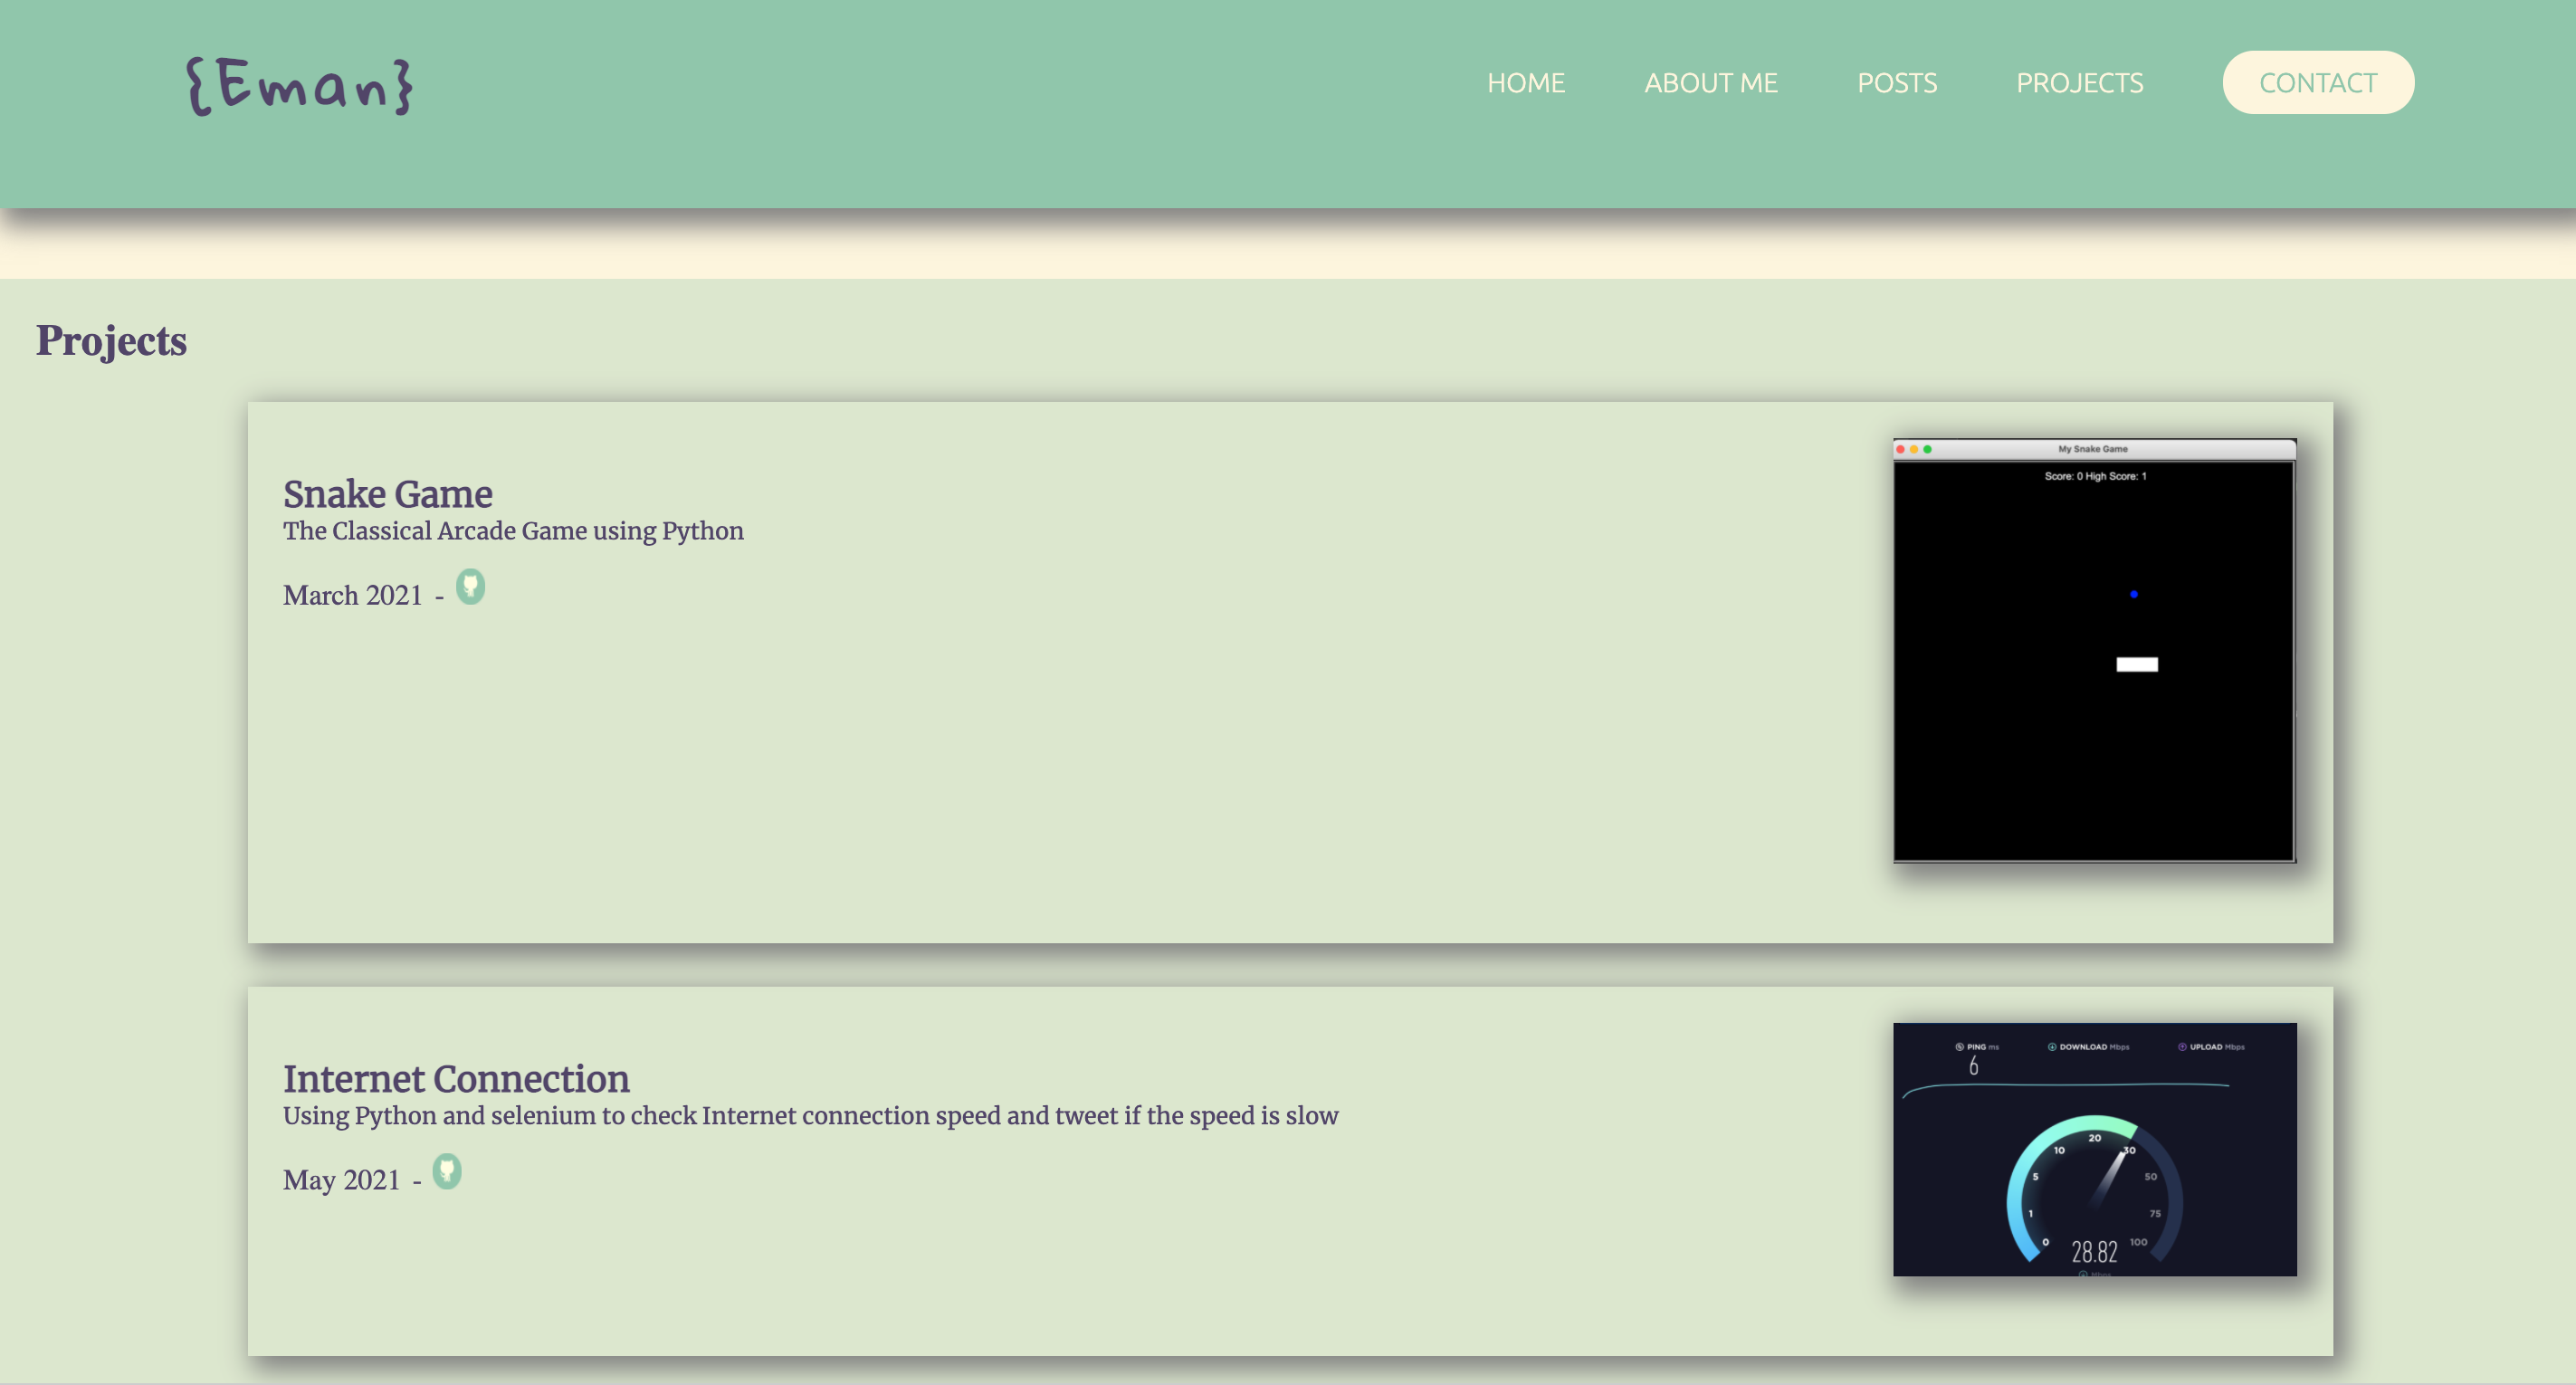 {Eman}
HOME ABOUT ME POSTS PROJECTS CONTACT
Projects
Snake Game
The Classical Arcade Game using Python
March 2021 -
My Snake Game
Score: 0 High Score: 1
Internet Connection
Using Python and selenium to check Internet connection speed and tweet if the speed is slow
May 2021 -
PING ms DOWNLOAD Mbps UPLOAD Mbps
6
20
10 30
5 50
1 75
0 100
28.82
Mbps